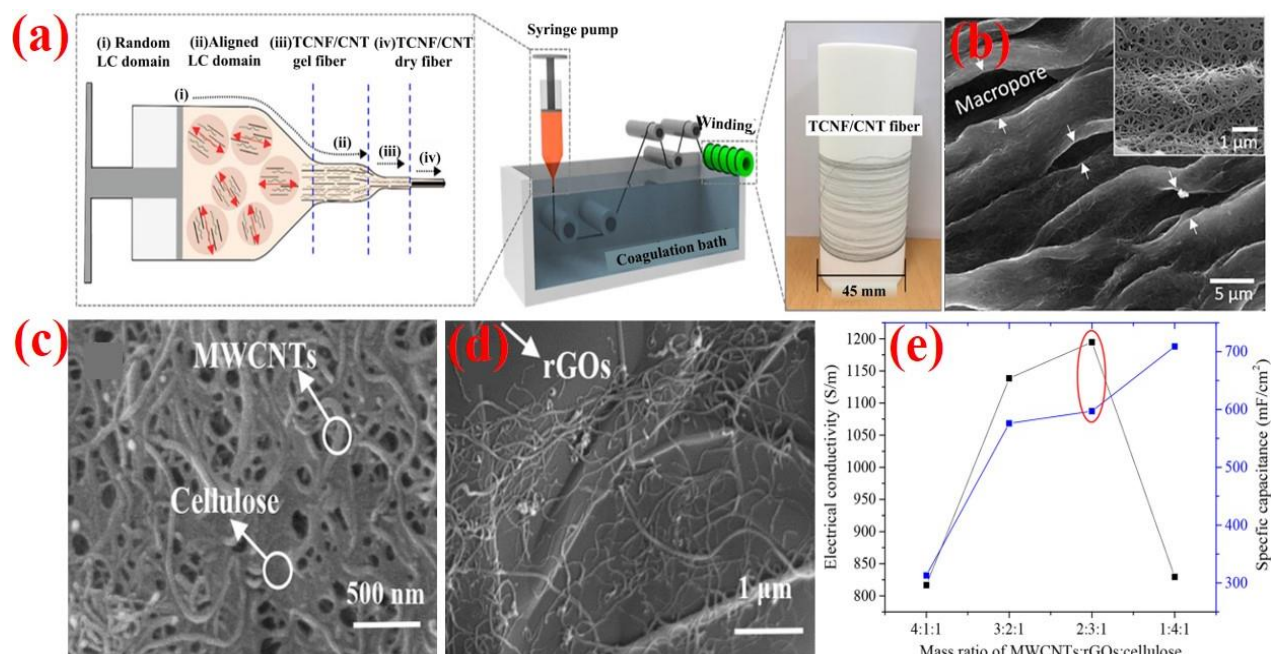 (a)
(i) Random
LC domain
(ii)Aligned
LC domain
(iii)TCNF/CNT
gel fiber
(iv)TCNF/CNT
dry fiber
(i)
(ii)
(iii)
(iv)
Syringe pump
Winding
Coagulation bath
TCNF/CNT fiber
45 mm
(b)
Macropore
1 µm
5 µm
(c)
MWCNTs
Cellulose
500 nm
(d)
rGOs
1 µm
(e)
Electrical conductivity (S/m)
1200
1150
1100
1050
1000
950
900
850
800
Specfic capacitance (mF/cm²)
700
600
500
400
300
4:1:1
3:2:1
2:3:1
1:4:1
Mass ratio of MWCNTs:rGOs:cellulose